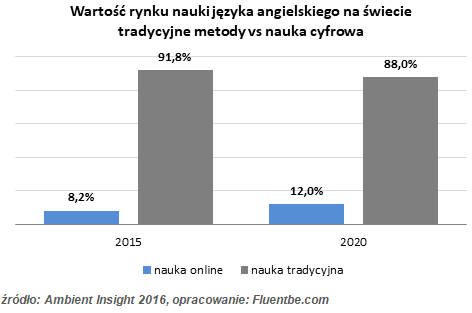 Wartość rynku nauki języka angielskiego na świecie
tradycyjne metody vs nauka cyfrowa
91,8%
88,0%
8,2%
12,0%
2015
2020
nauka online
nauka tradycyjna
źródło: Ambient Insight 2016, opracowanie: Fluentbe.com